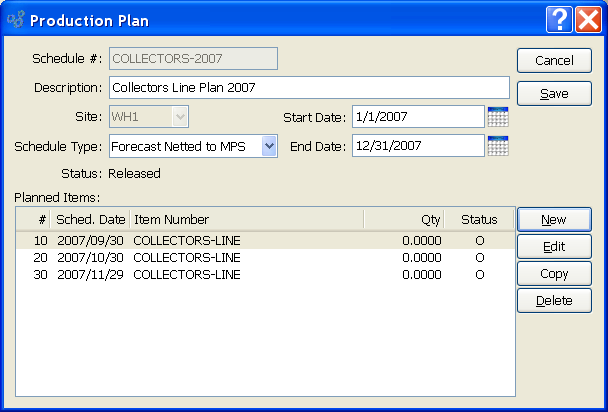 Production Plan
Schedule #: COLLECTORS-2007
Cancel
Description: Collectors Line Plan 2007
Save
Site: WH1 Start Date: 1/1/2007
Schedule Type: Forecast Netted to MPS End Date: 12/31/2007
Status: Released
Planned Items:
# Sched. Date Item Number Qty Status
New
10 2007/09/30 COLLECTORS-LINE 0.0000 O
Edit
20 2007/10/30 COLLECTORS-LINE 0.0000 O
30 2007/11/29 COLLECTORS-LINE 0.0000 O
Copy
Delete